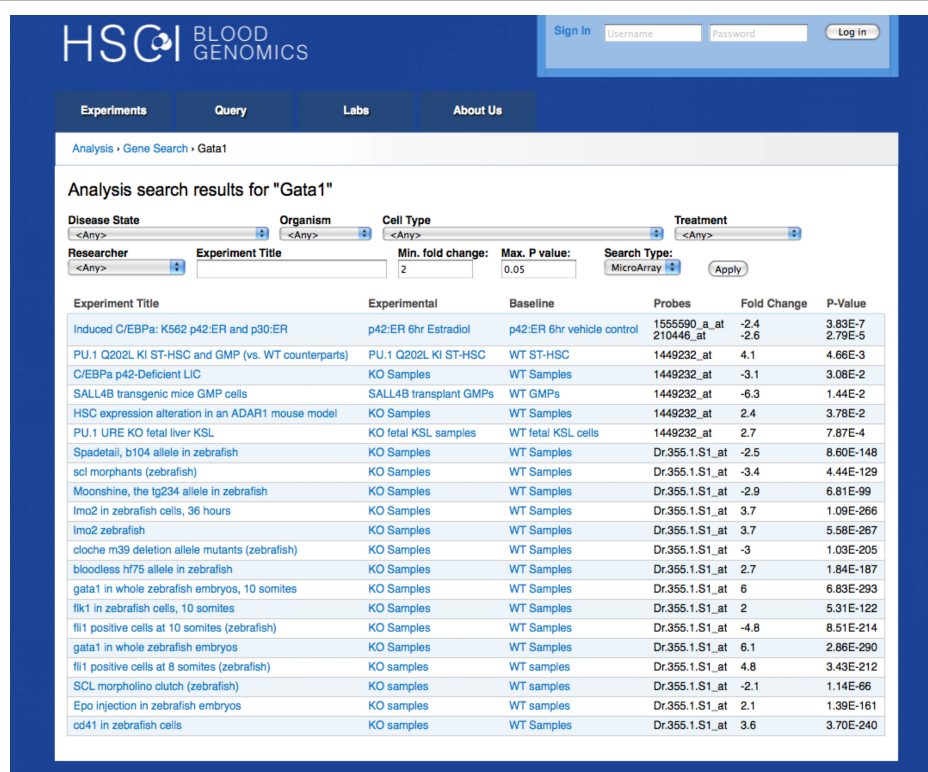 HSCI BLOOD GENOMICS
Sign In Username Password Log in
Experiments Query Labs About Us
Analysis › Gene Search › Gata1
Analysis search results for "Gata1"
Disease State Organism Cell Type Treatment
<Any> <Any> <Any> <Any>
Researcher Experiment Title Min. fold change: Max. P value: Search Type:
<Any> 2 0.05 MicroArray Apply
Experiment Title Experimental Baseline Probes Fold Change P-Value
Induced C/EBPa: K562 p42:ER and p30:ER p42:ER 6hr Estradiol p42:ER 6hr vehicle control 1555590_a_at -2.4 3.83E-7
210446_at -2.6 2.79E-5
PU.1 Q202L KI ST-HSC and GMP (vs. WT counterparts) PU.1 Q202L KI ST-HSC WT ST-HSC 1449232_at 4.1 4.66E-3
C/EBPa p42-Deficient LIC KO Samples WT Samples 1449232_at -3.1 3.08E-2
SALL4B transgenic mice GMP cells SALL4B transplant GMPs WT GMPs 1449232_at -6.3 1.44E-2
HSC expression alteration in an ADAR1 mouse model KO Samples WT Samples 1449232_at 2.4 3.78E-2
PU.1 URE KO fetal liver KSL KO fetal KSL samples WT fetal KSL cells 1449232_at 2.7 7.87E-4
Spadetail, b104 allele in zebrafish KO Samples WT Samples Dr.355.1.S1_at -2.5 8.60E-148
scl morphants (zebrafish) KO Samples WT Samples Dr.355.1.S1_at -3.4 4.44E-129
Moonshine, the tg234 allele in zebrafish KO Samples WT Samples Dr.355.1.S1_at -2.9 6.81E-99
lmo2 in zebrafish cells, 36 hours KO Samples WT Samples Dr.355.1.S1_at 3.7 1.09E-266
lmo2 zebrafish KO Samples WT Samples Dr.355.1.S1_at 3.7 5.58E-267
cloche m39 deletion allele mutants (zebrafish) KO Samples WT Samples Dr.355.1.S1_at -3 1.03E-205
bloodless hf75 allele in zebrafish KO Samples WT Samples Dr.355.1.S1_at 2.7 1.84E-187
gata1 in whole zebrafish embryos, 10 somites KO Samples WT Samples Dr.355.1.S1_at 6 6.83E-293
flk1 in zebrafish cells, 10 somites KO Samples WT Samples Dr.355.1.S1_at 2 5.31E-122
fli1 positive cells at 10 somites (zebrafish) KO Samples WT Samples Dr.355.1.S1_at -4.8 8.51E-214
gata1 in whole zebrafish embryos KO Samples WT Samples Dr.355.1.S1_at 6.1 2.86E-290
fli1 positive cells at 8 somites (zebrafish) KO samples WT samples Dr.355.1.S1_at 4.8 3.43E-212
SCL morpholino clutch (zebrafish) KO samples WT samples Dr.355.1.S1_at -2.1 1.14E-66
Epo injection in zebrafish embryos KO samples WT samples Dr.355.1.S1_at 2.1 1.39E-161
cd41 in zebrafish cells KO Samples WT Samples Dr.355.1.S1_at 3.6 3.70E-240